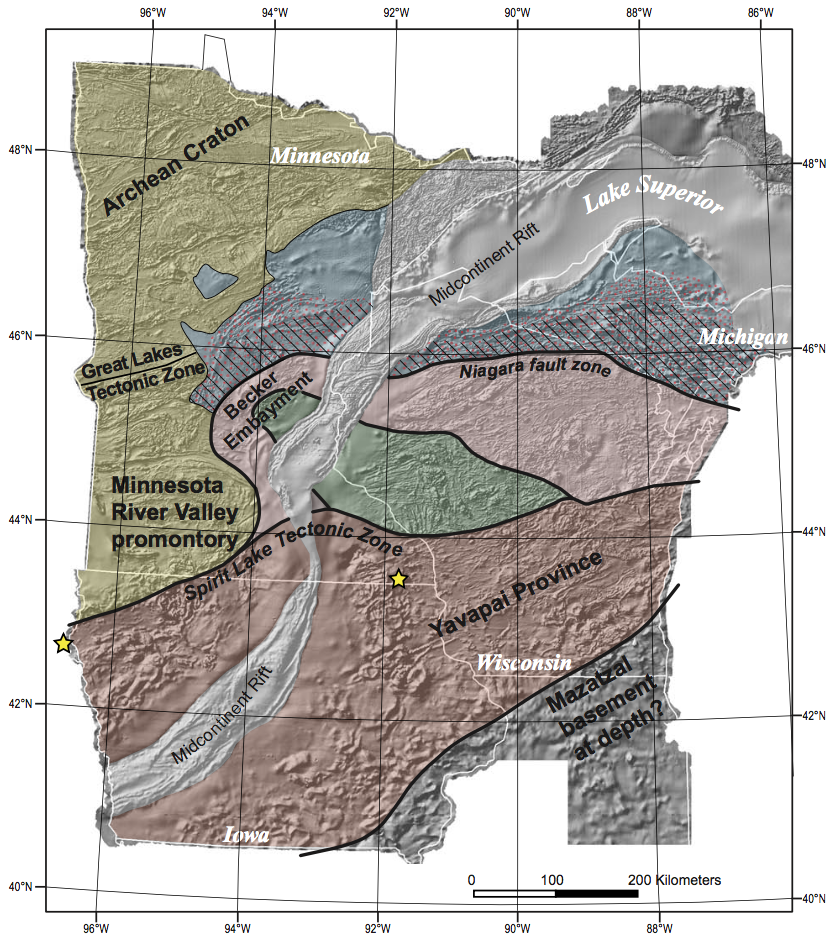 96°W 94°W 92°W 90°W 88°W 86°W
48°N
48°N
Archean Craton
Minnesota
Lake Superior
Midcontinent Rift
46°N
46°N
Michigan
Great Lakes
Tectonic Zone
Niagara fault zone
Becker
Embayment
Minnesota
River Valley
promontory
44°N
44°N
Spirit Lake Tectonic Zone
Yavapai Province
Wisconsin
Mazatzal
basement
at depth?
Midcontinent Rift
42°N
42°N
Iowa
0 100 200 Kilometers
40°N
40°N
96°W 94°W 92°W 90°W 88°W